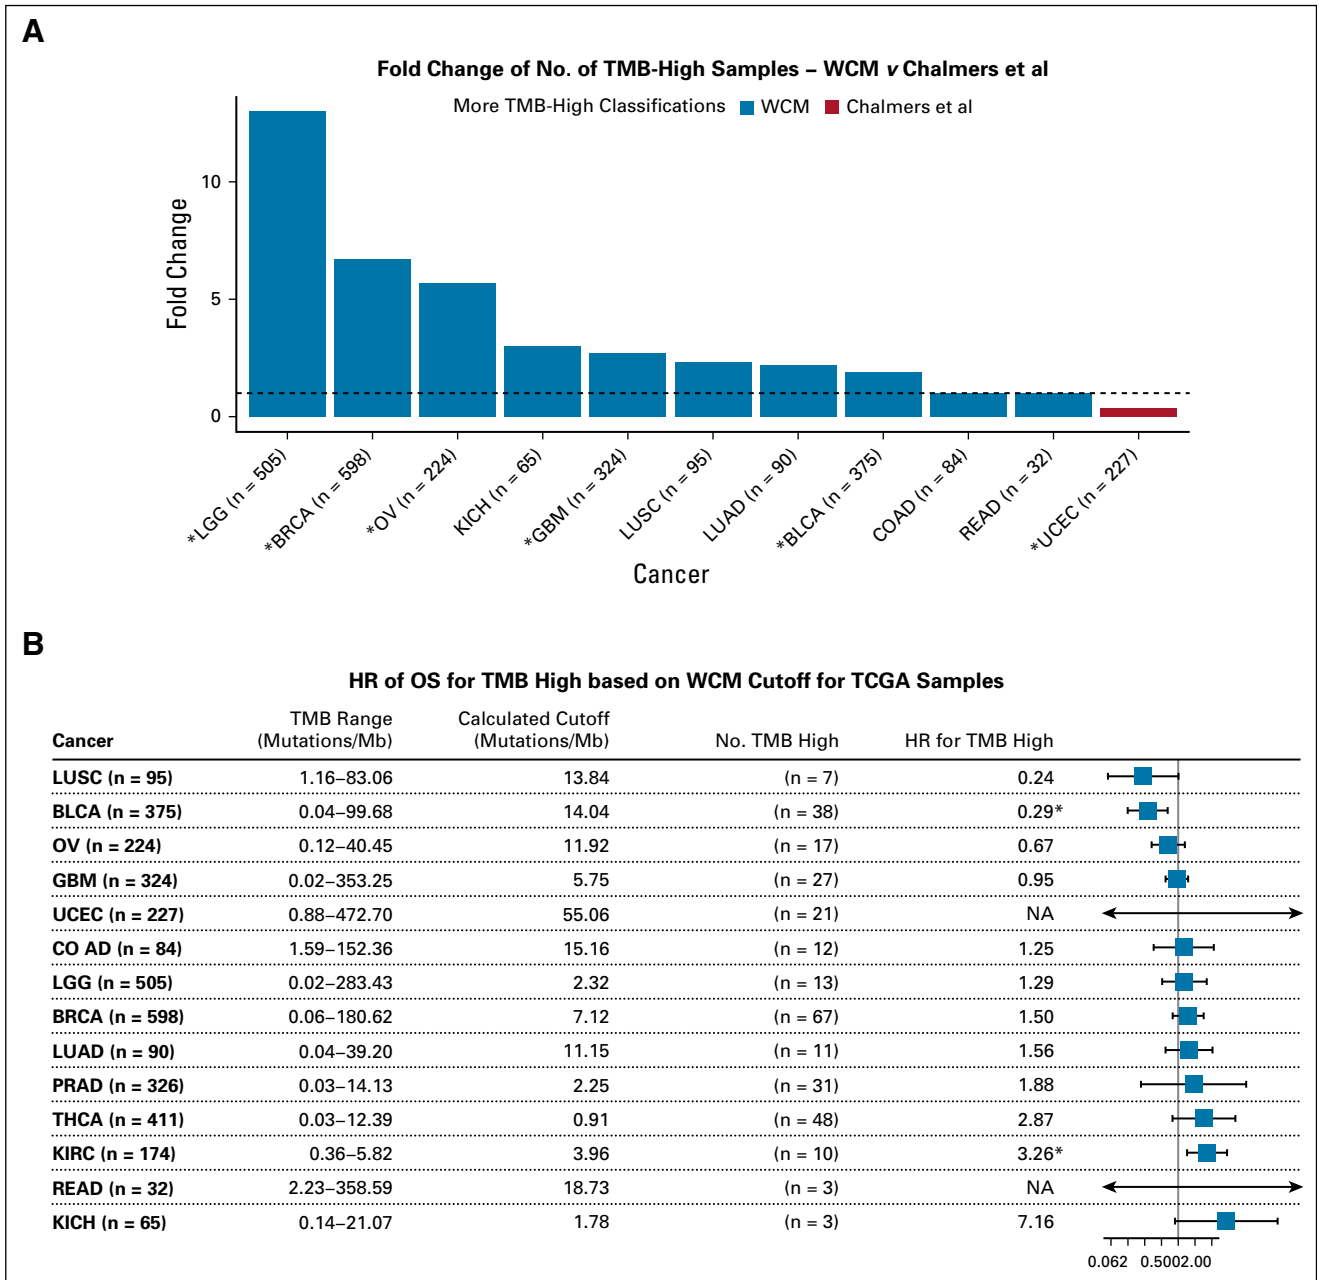 A
Fold Change of No. of TMB-High Samples – WCM v Chalmers et al
More TMB-High Classifications WCM Chalmers et al
Fold Change
10
5
0
*LGG (n = 505)
*BRCA (n = 598)
*OV (n = 224)
KICH (n = 65)
*GBM (n = 324)
LUSC (n = 95)
LUAD (n = 90)
*BLCA (n = 375)
COAD (n = 84)
READ (n = 32)
*UCEC (n = 227)
Cancer
B
HR of OS for TMB High based on WCM Cutoff for TCGA Samples
TMB Range Calculated Cutoff
Cancer (Mutations/Mb) (Mutations/Mb) No. TMB High HR for TMB High
LUSC (n = 95) 1.16–83.06 13.84 (n = 7) 0.24
BLCA (n = 375) 0.04–99.68 14.04 (n = 38) 0.29*
OV (n = 224) 0.12–40.45 11.92 (n = 17) 0.67
GBM (n = 324) 0.02–353.25 5.75 (n = 27) 0.95
UCEC (n = 227) 0.88–472.70 55.06 (n = 21) NA
CO AD (n = 84) 1.59–152.36 15.16 (n = 12) 1.25
LGG (n = 505) 0.02–283.43 2.32 (n = 13) 1.29
BRCA (n = 598) 0.06–180.62 7.12 (n = 67) 1.50
LUAD (n = 90) 0.04–39.20 11.15 (n = 11) 1.56
PRAD (n = 326) 0.03–14.13 2.25 (n = 31) 1.88
THCA (n = 411) 0.03–12.39 0.91 (n = 48) 2.87
KIRC (n = 174) 0.36–5.82 3.96 (n = 10) 3.26*
READ (n = 32) 2.23–358.59 18.73 (n = 3) NA
KICH (n = 65) 0.14–21.07 1.78 (n = 3) 7.16
0.062 0.5002.00